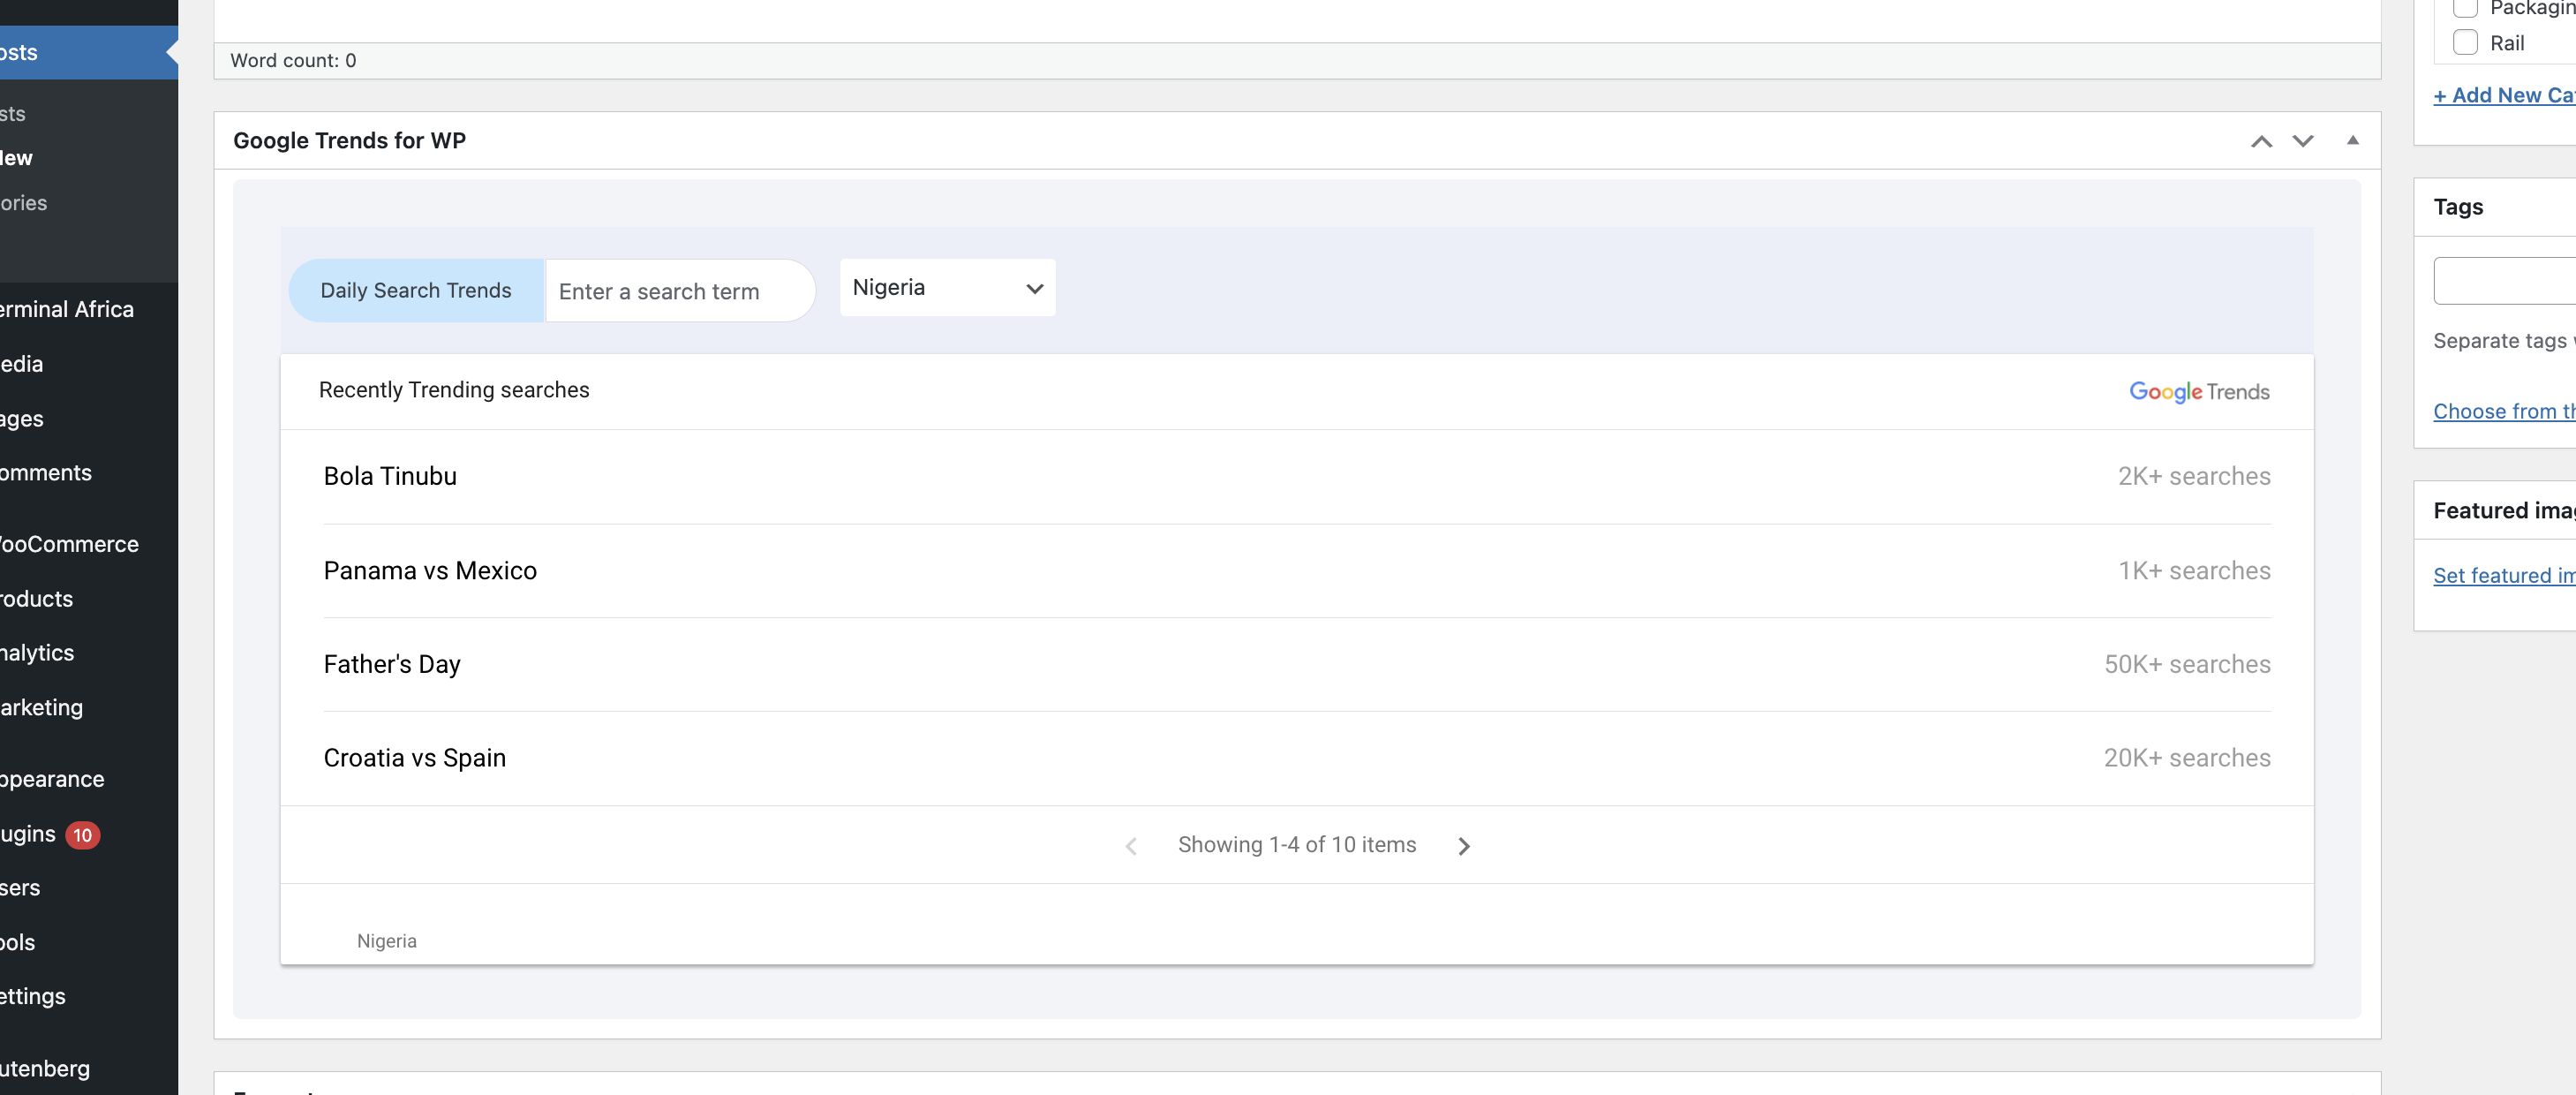 osts
sts
lew
ories
erminal Africa
edia
ages
omments
ooCommerce
roducts
nalytics
arketing
ppearance
ugins 10
sers
ools
ettings
utenberg
Word count: 0
Google Trends for WP
Daily Search Trends
Enter a search term
Nigeria
Recently Trending searches
Google Trends
Bola Tinubu 2K+ searches
Panama vs Mexico 1K+ searches
Father's Day 50K+ searches
Croatia vs Spain 20K+ searches
Showing 1-4 of 10 items
Nigeria
Packagin
Rail
+ Add New Ca
Tags
Separate tags
Choose from th
Featured imag
Set featured im